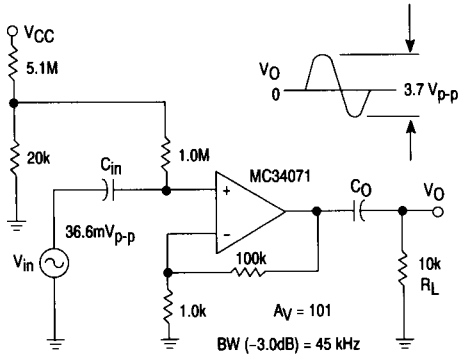 VCC
5.1M
VO
0
3.7 Vp-p
20k
Cin
1.0M
MC34071
+
CO
VO
36.6mVp-p
−
Vin
100k
10k
RL
1.0k
AV = 101
BW (−3.0dB) = 45 kHz